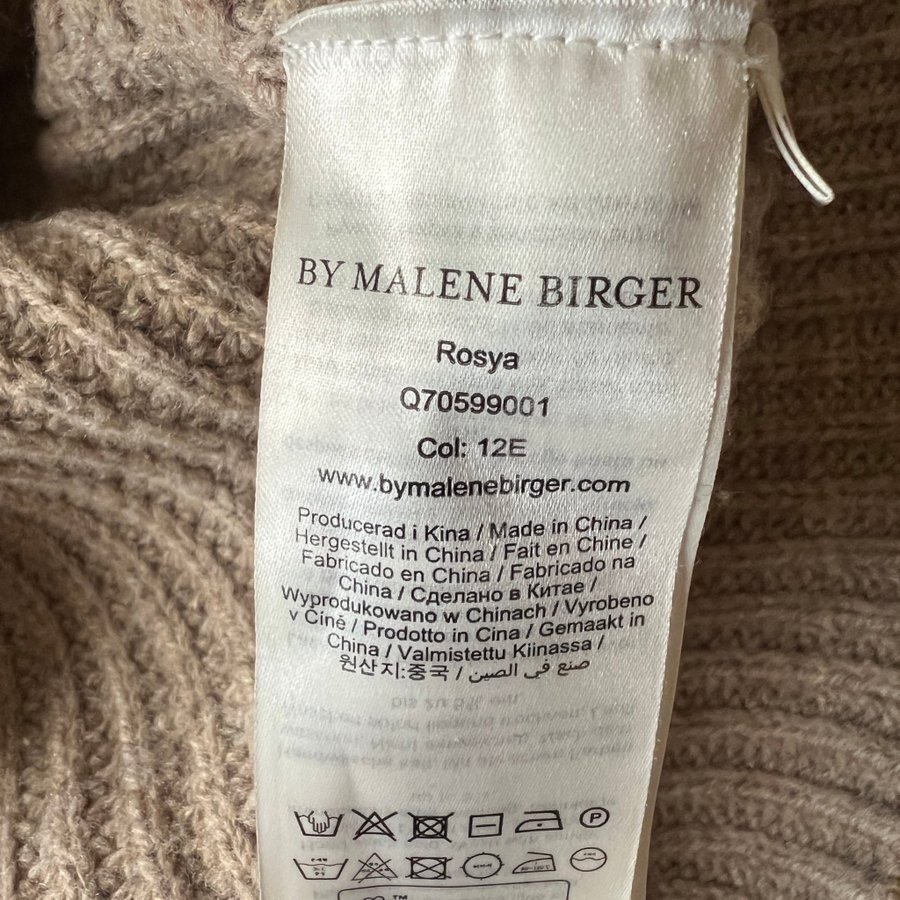 BY MALENE BIRGER
Rosya
Q70599001
Col: 12E
www.bymalenebirger.com
Producerad i Kina / Made in China /
Hergestellt in China / Fait en Chine /
Fabricado en China / Fabricado na
China / Сделано в Китае /
Wyprodukowano w Chinach / Vyrobeno
v Cíně / Prodotto in Cina / Gemaakt in
China / Valmistettu Kiinassa /
원산지:중국 / صنع في الصين
P
TM